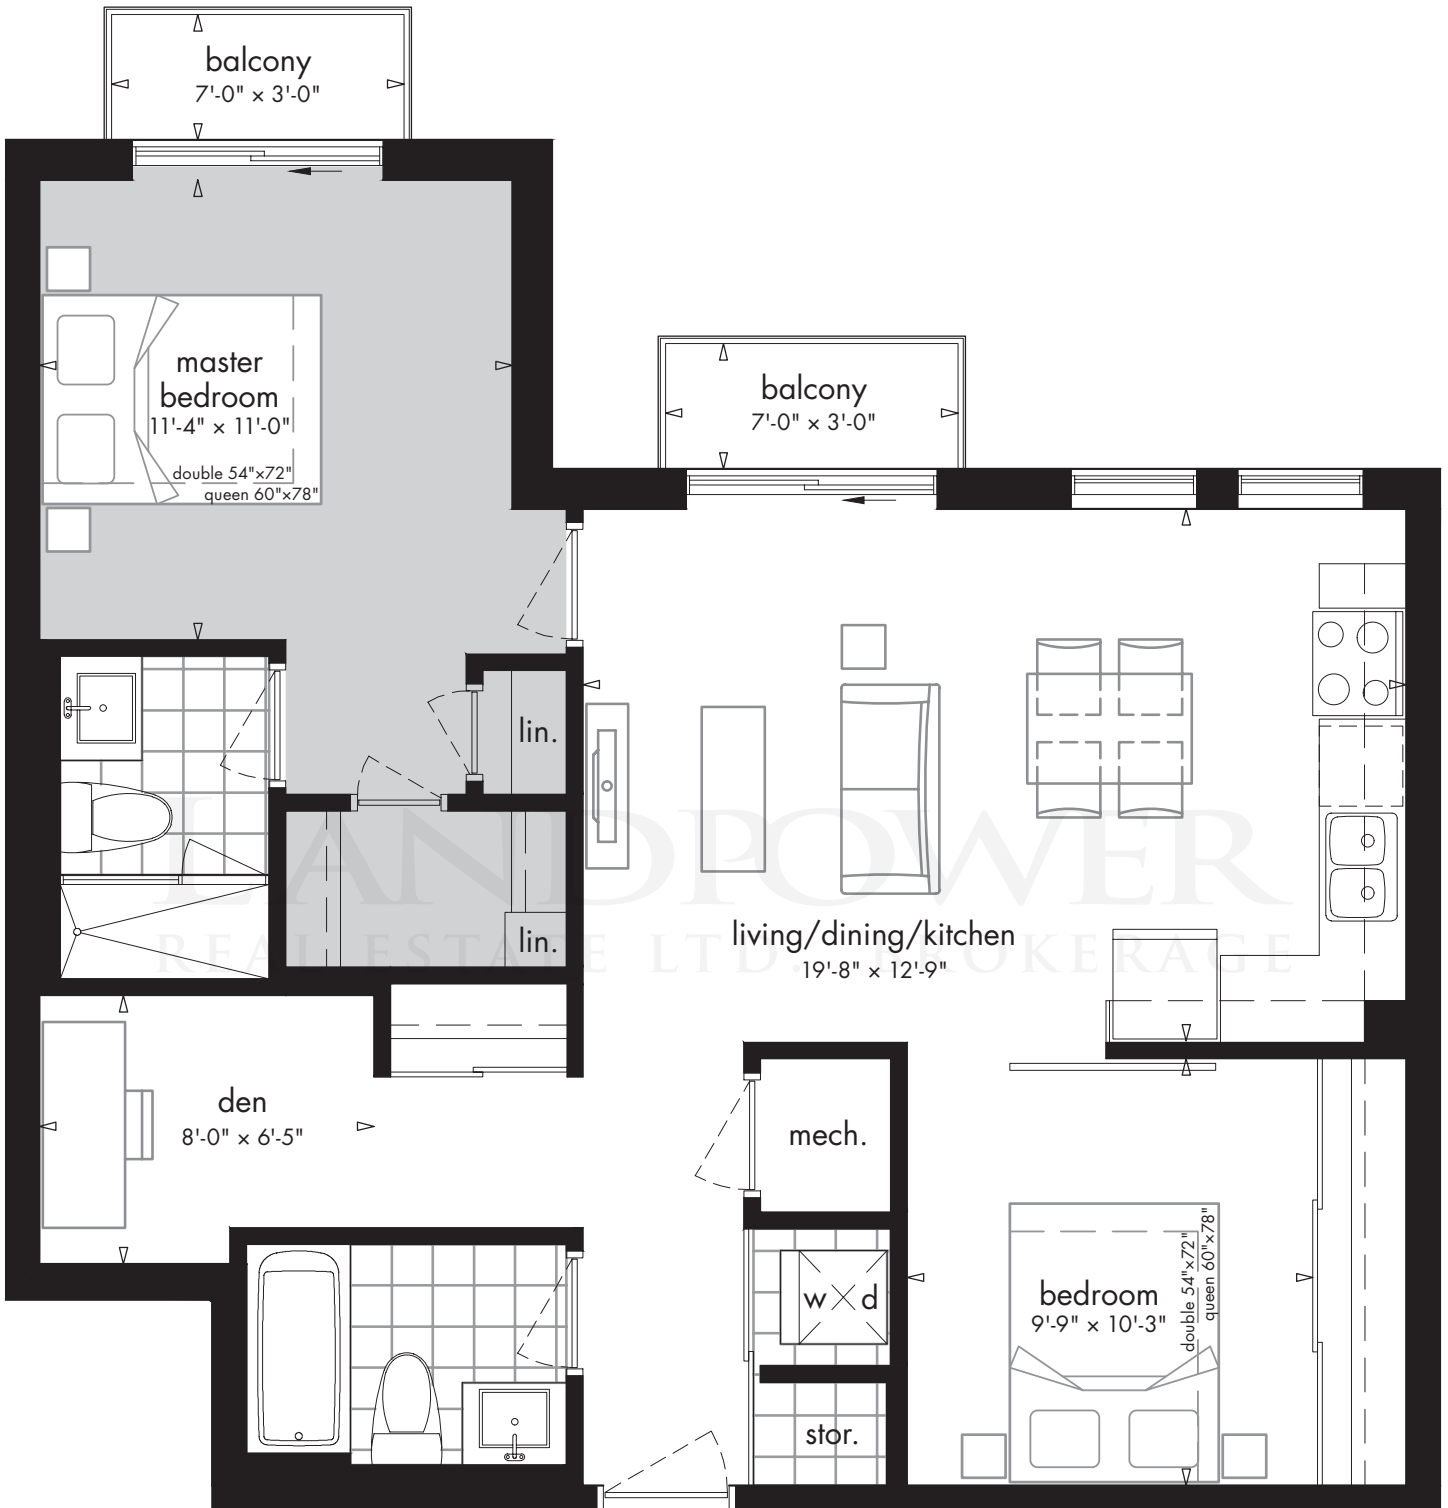 balcony
7'-0" × 3'-0"
master
bedroom
11'-4" × 11'-0"
double 54"×72"
queen 60"×78"
balcony
7'-0" × 3'-0"
lin.
lin.
LANDPOWER
REAL ESTATE LTD. BROKERAGE
living/dining/kitchen
19'-8" × 12'-9"
den
8'-0" × 6'-5"
mech.
w d
stor.
bedroom
9'-9" × 10'-3"
double 54"×72"
queen 60"×78"